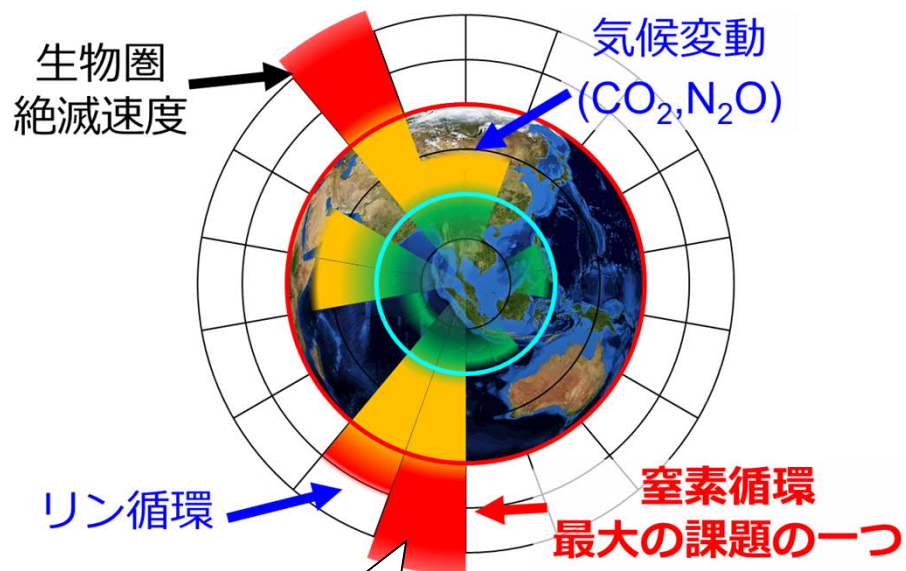 生物圏
絶滅速度
気候変動
(CO₂,N₂O)
リン循環
窒素循環
最大の課題の一つ